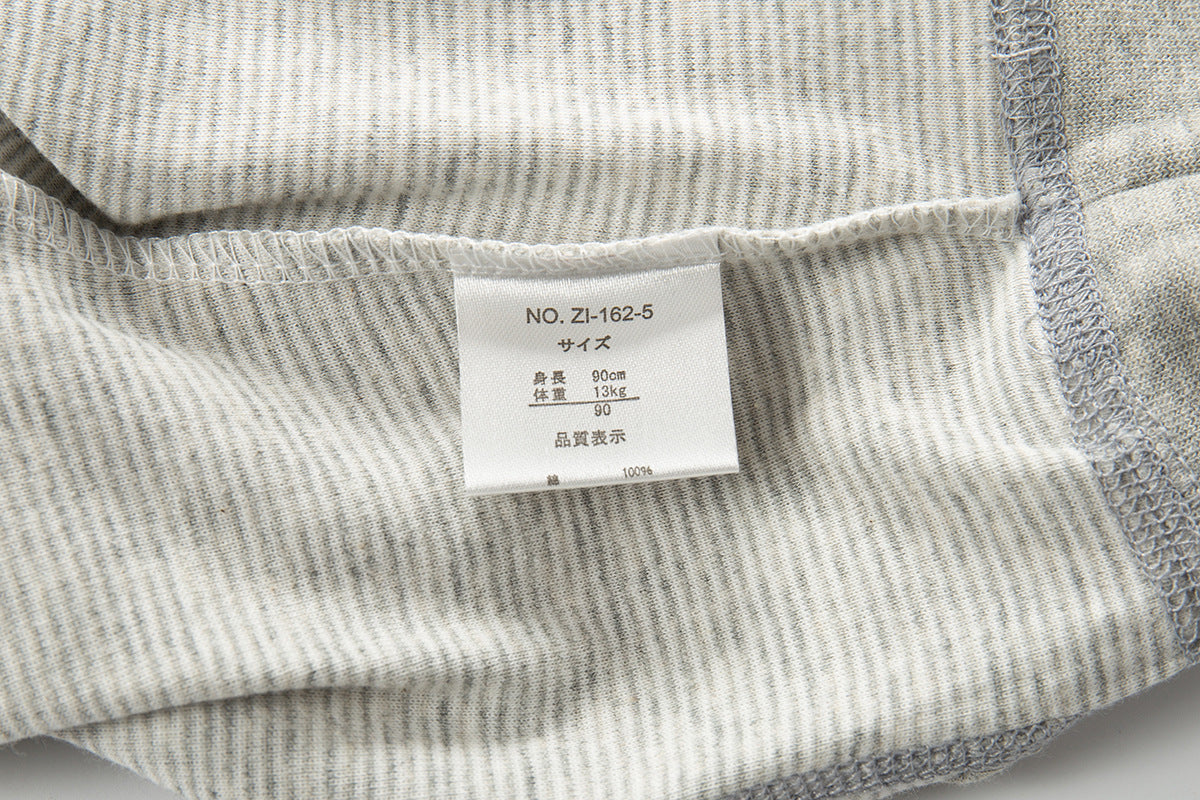 NO. ZI-162-5
サイズ
身長 90cm
体重 13kg
90
品質表示
綿 100%